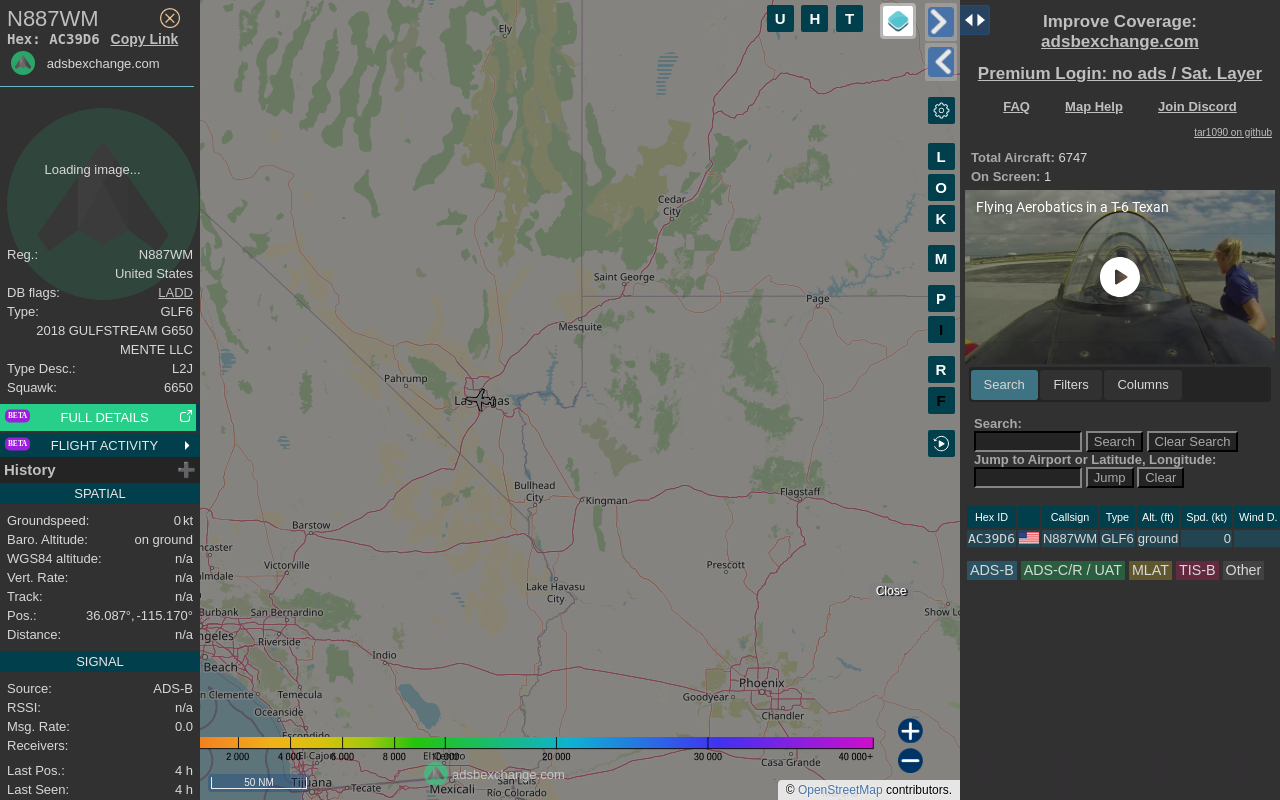 N887WM
Hex: AC39D6 Copy Link
adsbexchange.com
Loading image...
Reg.: N887WM
United States
DB flags: LADD
Type: GLF6
2018 GULFSTREAM G650
MENTE LLC
Type Desc.: L2J
Squawk: 6650
BETA FULL DETAILS
BETA FLIGHT ACTIVITY
History
SPATIAL
Groundspeed: 0 kt
Baro. Altitude: on ground
WGS84 altitude: n/a
Vert. Rate: n/a
Track: n/a
Pos.: 36.087°, -115.170°
Distance: n/a
SIGNAL
Source: ADS-B
RSSI: n/a
Msg. Rate: 0.0
Receivers:
Last Pos.: 4 h
Last Seen: 4 h
U H T
L
O
K
M
P
I
R
F
Ely
Cedar
City
Saint George
Page
Mesquite
Pahrump
Las Vegas
Bullhead
City
Kingman
Flagstaff
Barstow
ncaster
Victorville
almdale
Prescott
Lake Havasu
City
Close
Burbank
San Bernardino
Show Lo
ngeles
Riverside
Beach
Indio
n Clemente
Temecula
Phoenix
Goodyear
Oceanside
Chandler
Escondido
El Cajon
El Centro
Casa Grande
Tijuana
Tecate
Mexicali
San Luis
Río Colorado
2 000 4 000 6 000 8 000 20 000 30 000 40 000+
50 NM
adsbexchange.com
© OpenStreetMap contributors.
Improve Coverage:
adsbexchange.com
Premium Login: no ads / Sat. Layer
FAQ Map Help Join Discord
tar1090 on github
Total Aircraft: 6747
On Screen: 1
Flying Aerobatics in a T-6 Texan
Search Filters Columns
Search:
Search Clear Search
Jump to Airport or Latitude, Longitude:
Jump Clear
Hex ID Callsign Type Alt. (ft) Spd. (kt) Wind D.
AC39D6 N887WM GLF6 ground 0
ADS-B ADS-C/R / UAT MLAT TIS-B Other